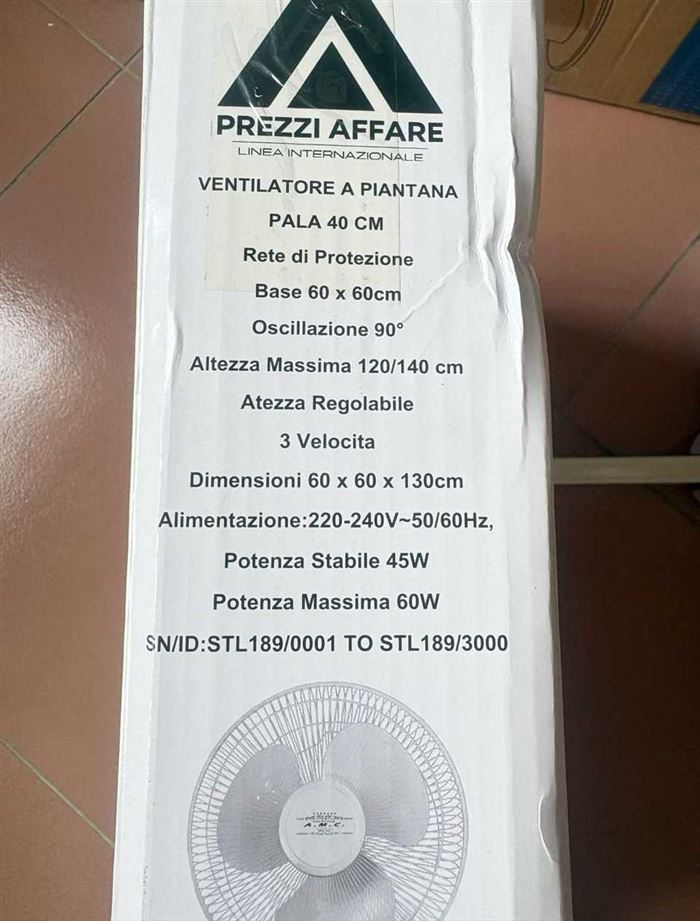 PREZZI AFFARE
LINEA INTERNAZIONALE
VENTILATORE A PIANTANA
PALA 40 CM
Rete di Protezione
Base 60 x 60cm
Oscillazione 90°
Altezza Massima 120/140 cm
Atezza Regolabile
3 Velocita
Dimensioni 60 x 60 x 130cm
Alimentazione:220-240V~50/60Hz,
Potenza Stabile 45W
Potenza Massima 60W
SN/ID:STL189/0001 TO STL189/3000
A.M.C.